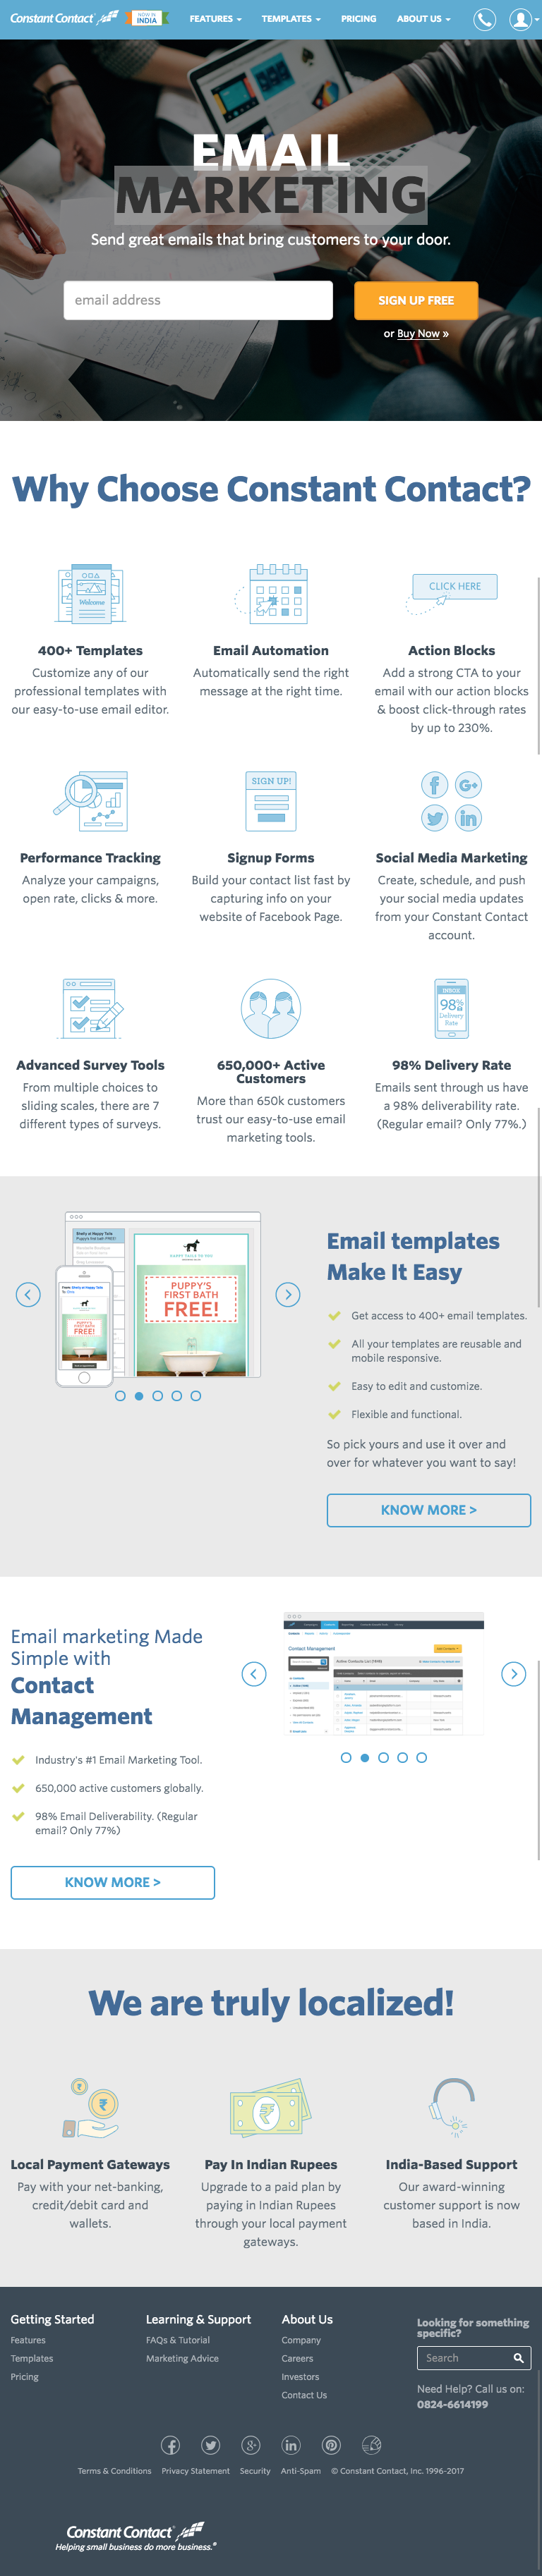 Constant Contact
NOW IN
INDIA
FEATURES
TEMPLATES
PRICING
ABOUT US
EMAIL
MARKETING
Send great emails that bring customers to your door.
email address
SIGN UP FREE
or Buy Now »
Why Choose Constant Contact?
Welcome
CLICK HERE
400+ Templates
Customize any of our
professional templates with
our easy-to-use email editor.
Email Automation
Automatically send the right
message at the right time.
Action Blocks
Add a strong CTA to your
email with our action blocks
& boost click-through rates
by up to 230%.
SIGN UP!
Performance Tracking
Analyze your campaigns,
open rate, clicks & more.
Signup Forms
Build your contact list fast by
capturing info on your
website of Facebook Page.
Social Media Marketing
Create, schedule, and push
your social media updates
from your Constant Contact
account.
INBOX
98%
Delivery
Rate
Advanced Survey Tools
From multiple choices to
sliding scales, there are 7
different types of surveys.
650,000+ Active
Customers
More than 650k customers
trust our easy-to-use email
marketing tools.
98% Delivery Rate
Emails sent through us have
a 98% deliverability rate.
(Regular email? Only 77%.)
HAPPY TAILS TO YOU
PUPPY'S
FIRST BATH
FREE!
PUPPY'S
FIRST BATH
FREE!
Email templates
Make It Easy
Get access to 400+ email templates.
All your templates are reusable and
mobile responsive.
Easy to edit and customize.
Flexible and functional.
So pick yours and use it over and
over for whatever you want to say!
KNOW MORE >
Email marketing Made
Simple with
Contact
Management
Industry's #1 Email Marketing Tool.
650,000 active customers globally.
98% Email Deliverability. (Regular
email? Only 77%)
KNOW MORE >
Contact Management
We are truly localized!
Local Payment Gateways
Pay with your net-banking,
credit/debit card and
wallets.
Pay In Indian Rupees
Upgrade to a paid plan by
paying in Indian Rupees
through your local payment
gateways.
India-Based Support
Our award-winning
customer support is now
based in India.
Getting Started
Features
Templates
Pricing
Learning & Support
FAQs & Tutorial
Marketing Advice
About Us
Company
Careers
Investors
Contact Us
Looking for something
specific?
Search
Need Help? Call us on:
0824-6614199
Terms & Conditions Privacy Statement Security Anti-Spam © Constant Contact, Inc. 1996-2017
Constant Contact
Helping small business do more business.®